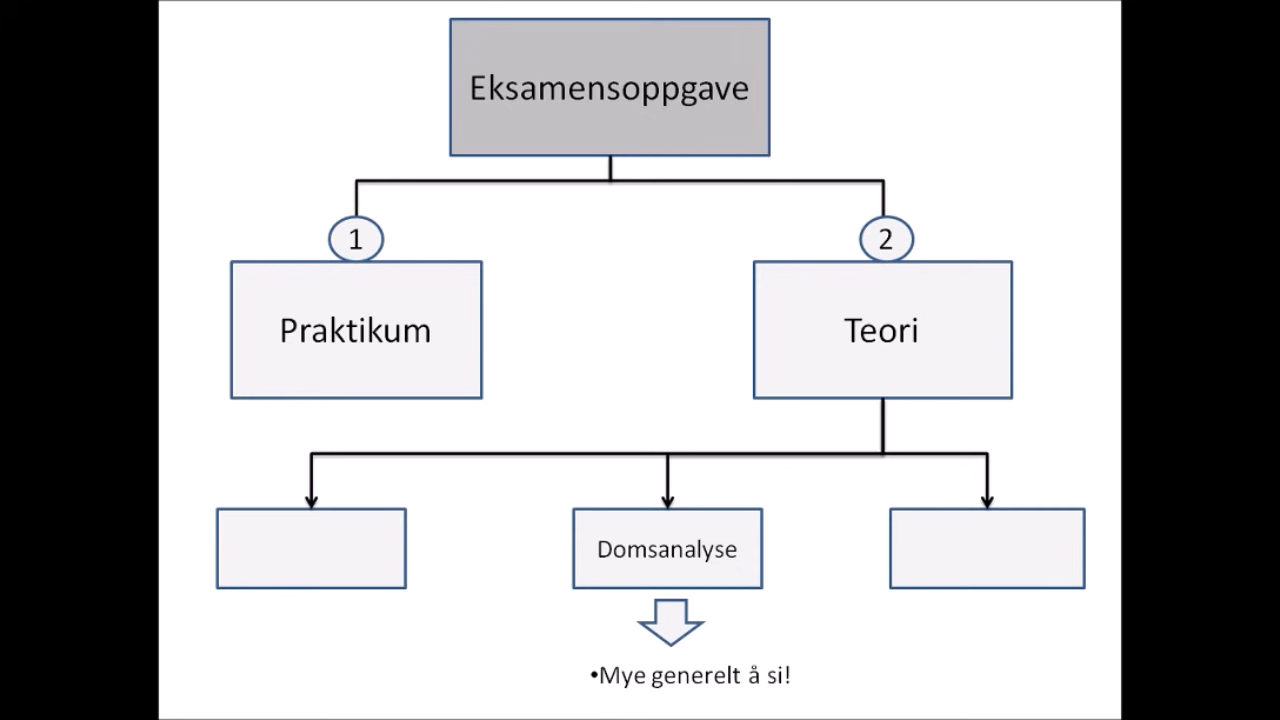 Eksamensoppgave
1
2
Praktikum
Teori
Domsanalyse
•Mye generelt å si!